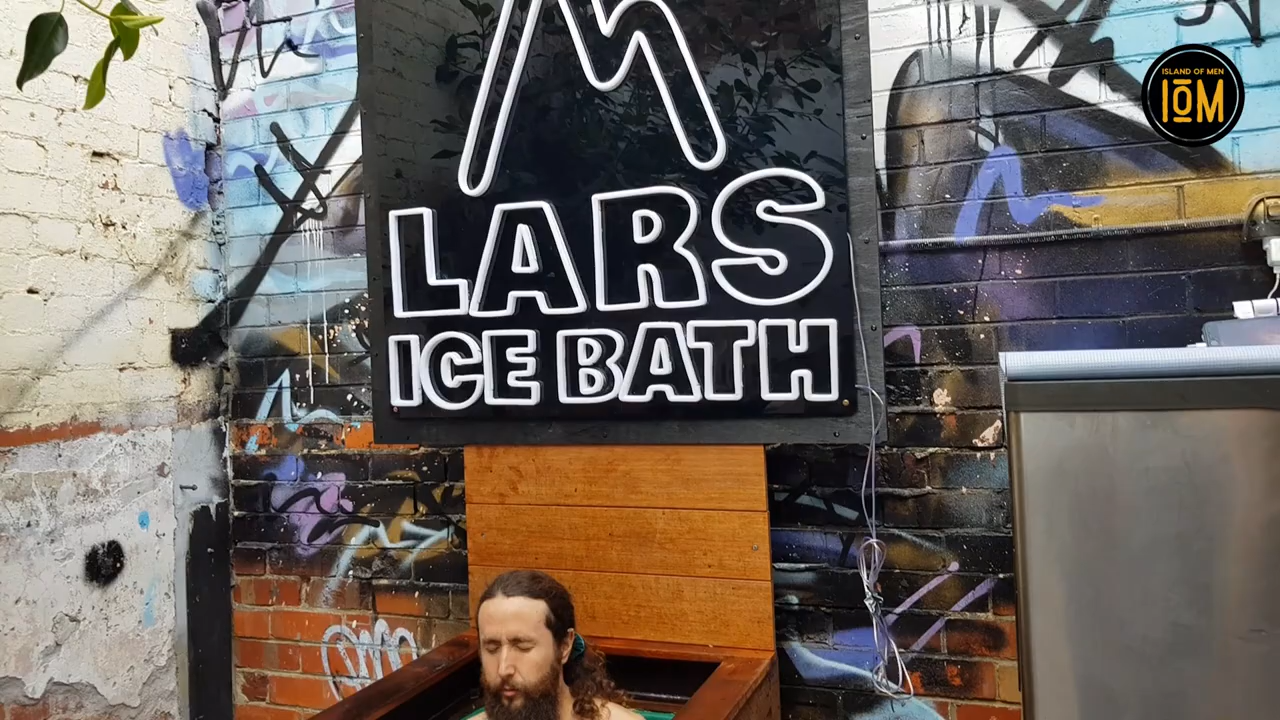 LARS
ICE BATH
ISLAND OF MEN
IOM